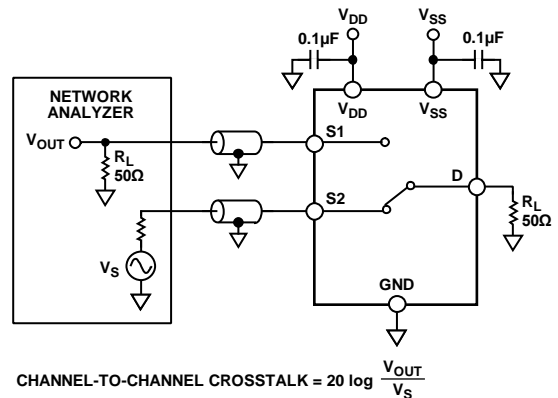 VDD
VSS
0.1µF
0.1µF
VDD
VSS
NETWORK
ANALYZER
VOUT
RL
50Ω
S1
S2
D
RL
50Ω
VS
GND
CHANNEL-TO-CHANNEL CROSSTALK = 20 log VOUT
VS